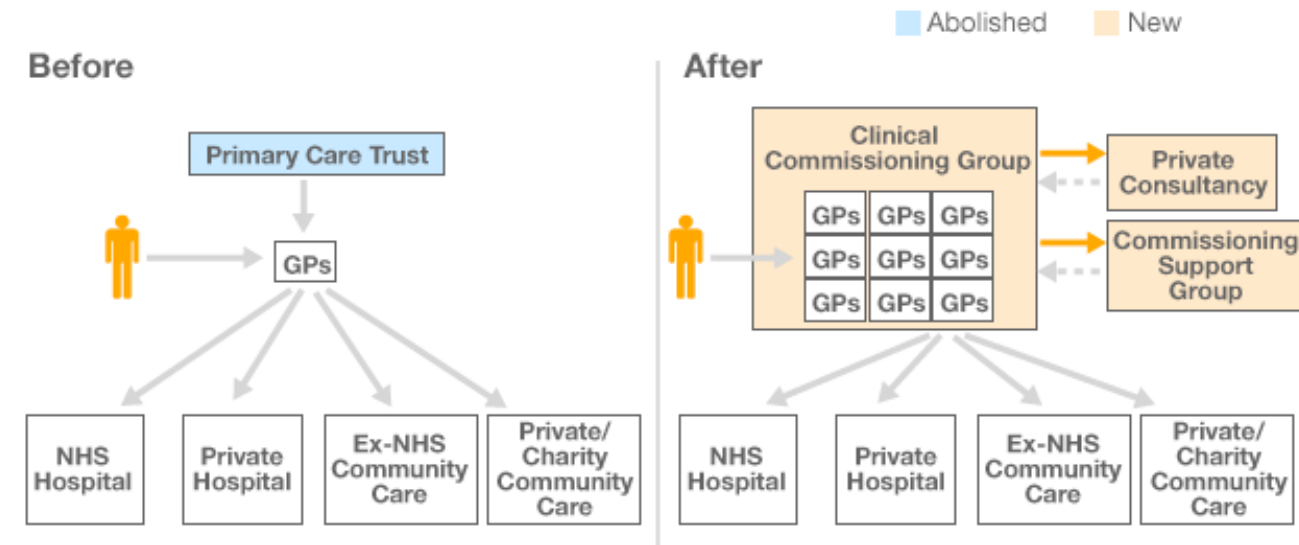 Abolished
New
Before
Primary Care Trust
GPs
NHS
Hospital
Private
Hospital
Ex-NHS
Community
Care
Private/
Charity
Community
Care
After
Clinical
Commissioning Group
GPs GPs GPs
GPs GPs GPs
GPs GPs GPs
Private
Consultancy
Commissioning
Support
Group
NHS
Hospital
Private
Hospital
Ex-NHS
Community
Care
Private/
Charity
Community
Care